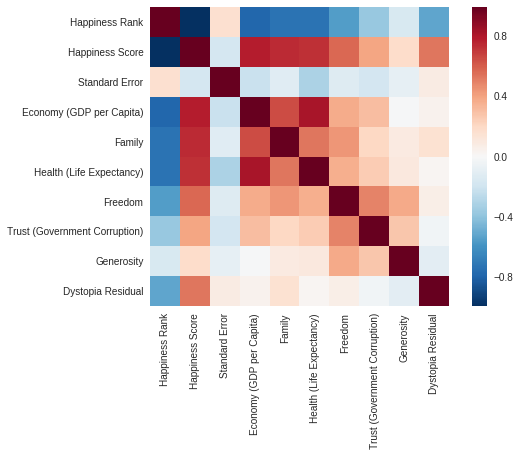 Happiness Rank
Happiness Score
Standard Error
Economy (GDP per Capita)
Family
Health (Life Expectancy)
Freedom
Trust (Government Corruption)
Generosity
Dystopia Residual
Happiness Rank
Happiness Score
Standard Error
Economy (GDP per Capita)
Family
Health (Life Expectancy)
Freedom
Trust (Government Corruption)
Generosity
Dystopia Residual
0.8
0.4
0.0
−0.4
−0.8